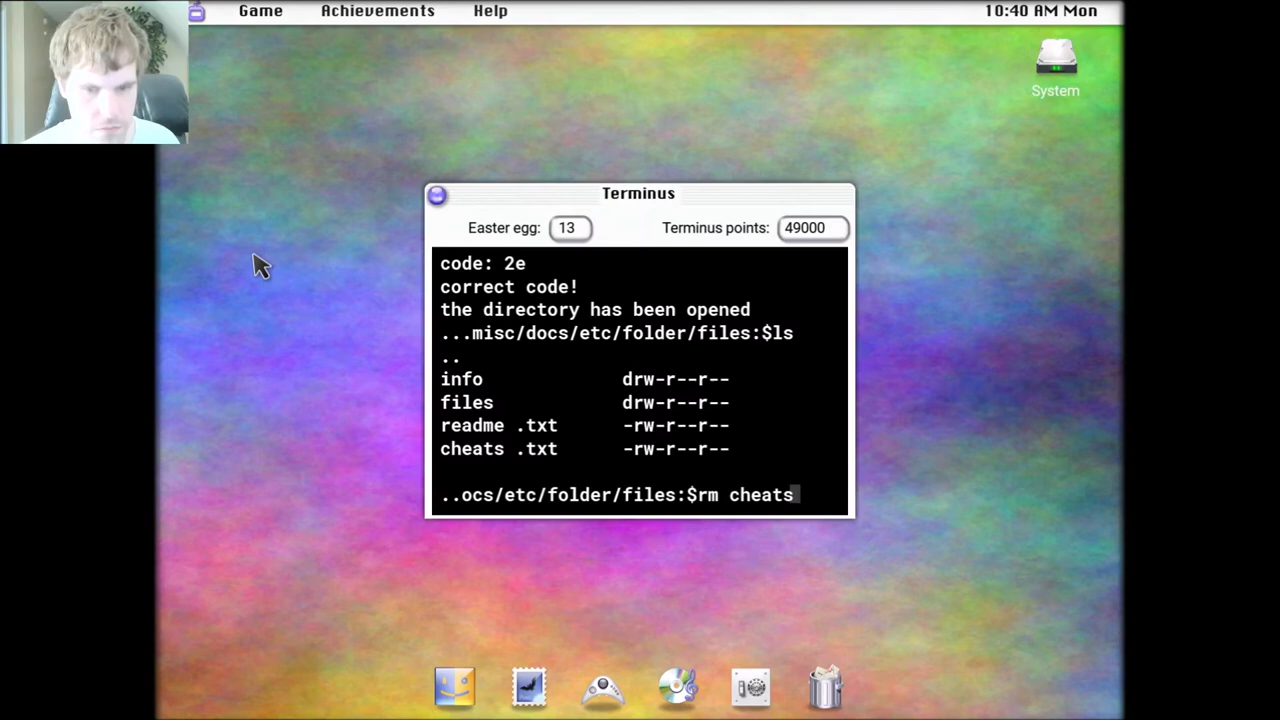 Game Achievements Help 10:40 AM Mon
System
Terminus
Easter egg: 13 Terminus points: 49000
code: 2e
correct code!
the directory has been opened
...misc/docs/etc/folder/files:$ls
..
info drw-r--r--
files drw-r--r--
readme .txt -rw-r--r--
cheats .txt -rw-r--r--
..ocs/etc/folder/files:$rm cheats